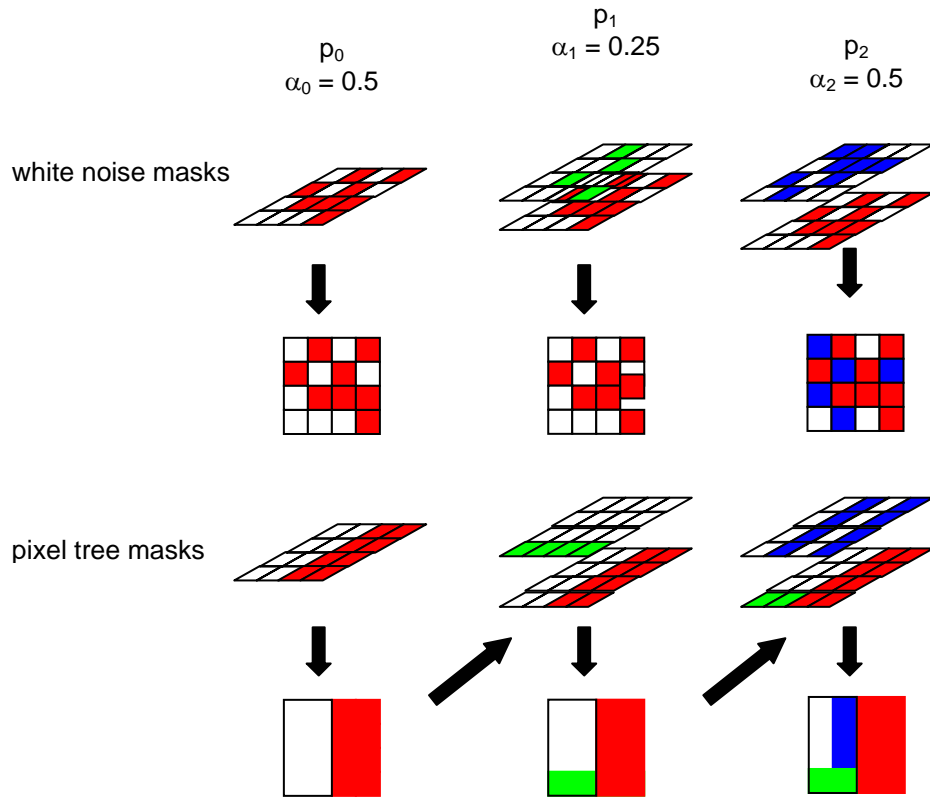 p₀
α₀ = 0.5
p₁
α₁ = 0.25
p₂
α₂ = 0.5
white noise masks
pixel tree masks